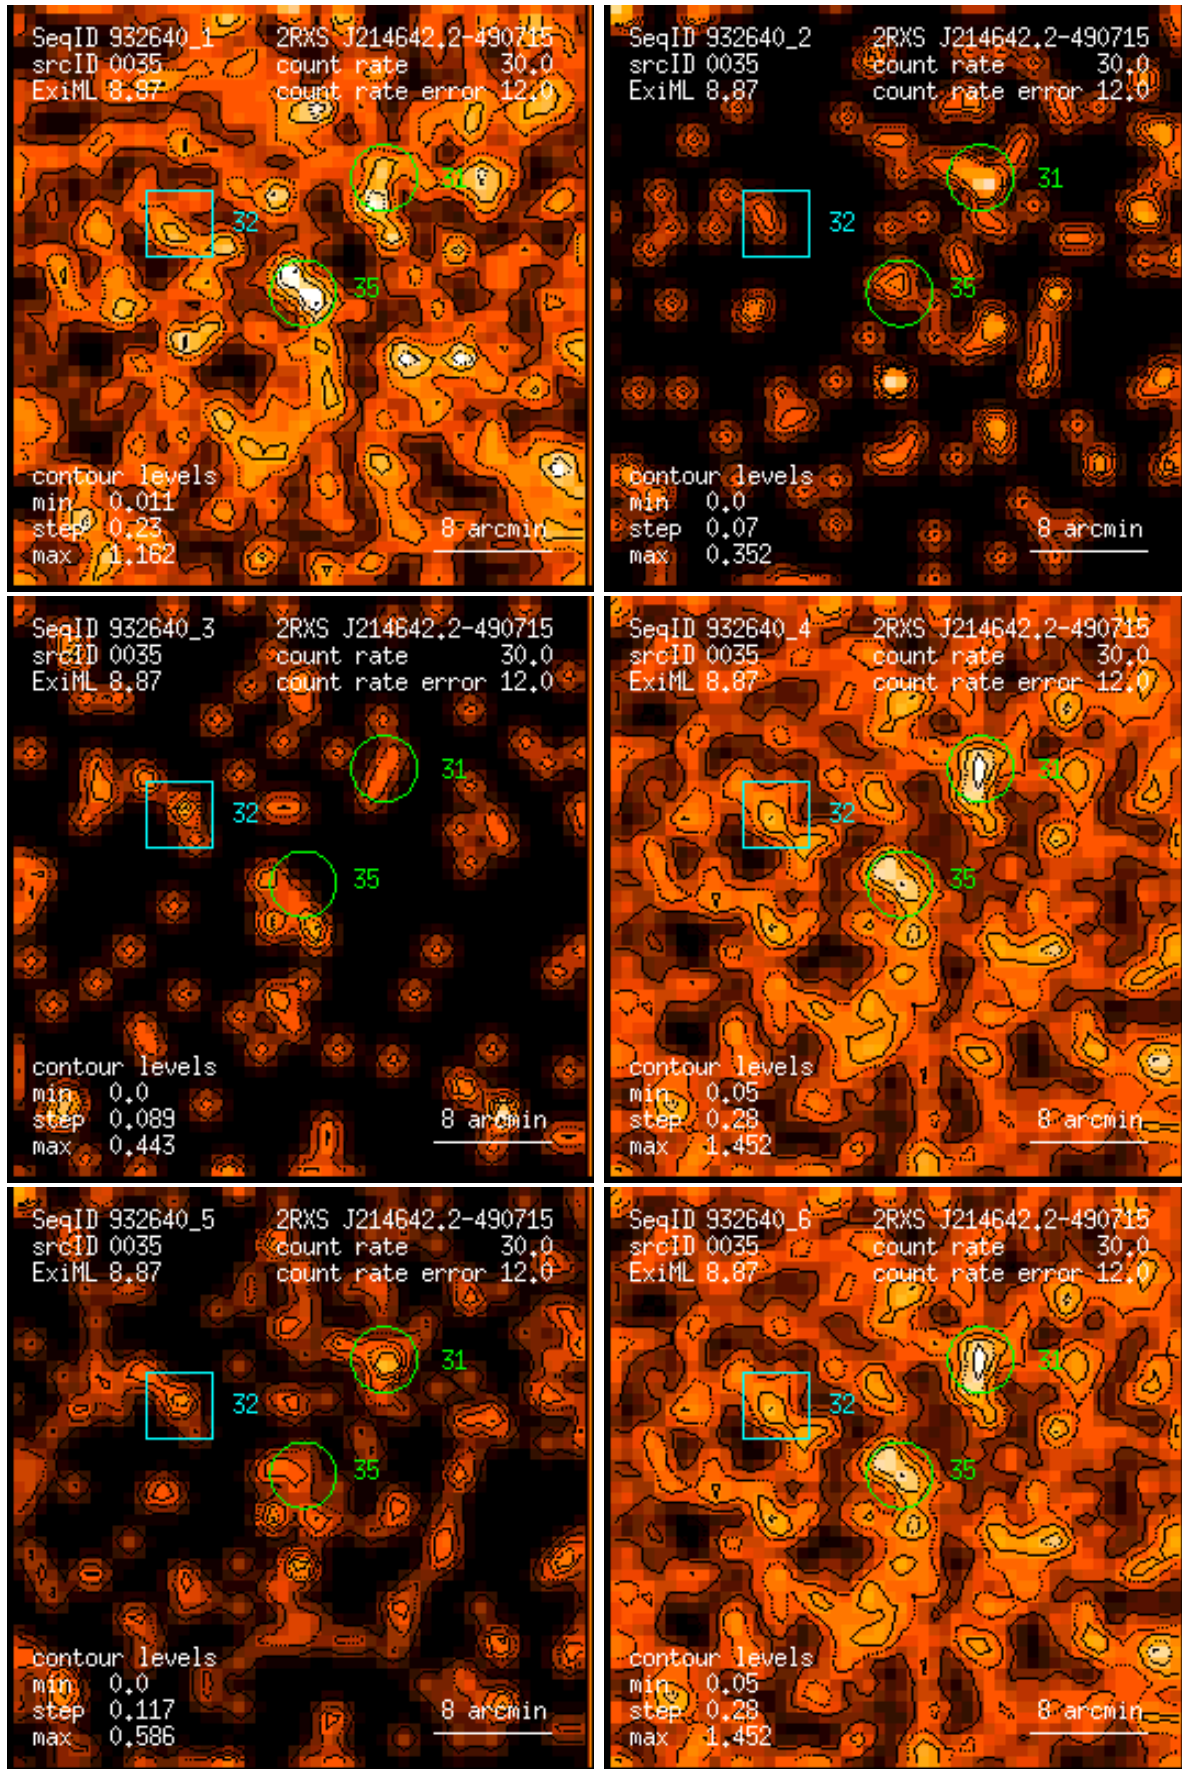 SeqID 932640_1 2RXS J214642.2-490715
srcID 0035 count rate 30.0
ExiML 8.87 count rate error 12.0
31
32
35
contour levels
min 0.011
step 0.23 8 arcmin
max 1.162
SeqID 932640_2 2RXS J214642.2-490715
srcID 0035 count rate 30.0
ExiML 8.87 count rate error 12.0
31
32
35
contour levels
min 0.0
step 0.07 8 arcmin
max 0.352
SeqID 932640_3 2RXS J214642.2-490715
srcID 0035 count rate 30.0
ExiML 8.87 count rate error 12.0
31
32
35
contour levels
min 0.0
step 0.089 8 arcmin
max 0.443
SeqID 932640_4 2RXS J214642.2-490715
srcID 0035 count rate 30.0
ExiML 8.87 count rate error 12.0
31
32
35
contour levels
min 0.05
step 0.28 8 arcmin
max 1.452
SeqID 932640_5 2RXS J214642.2-490715
srcID 0035 count rate 30.0
ExiML 8.87 count rate error 12.0
31
32
35
contour levels
min 0.0
step 0.117 8 arcmin
max 0.586
SeqID 932640_6 2RXS J214642.2-490715
srcID 0035 count rate 30.0
ExiML 8.87 count rate error 12.0
31
32
35
contour levels
min 0.05
step 0.28 8 arcmin
max 1.452